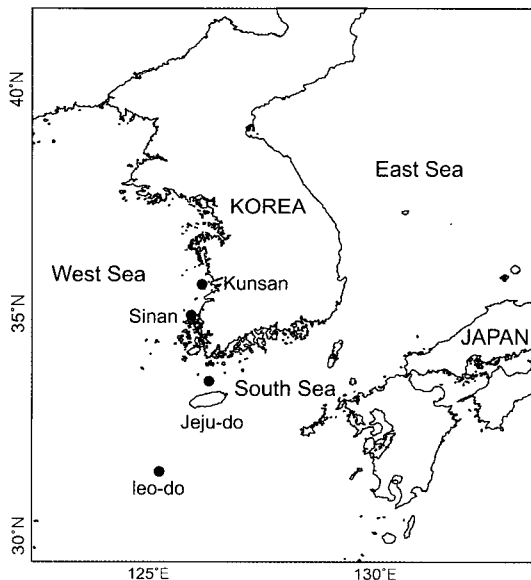 40°N
East Sea
KOREA
West Sea
Kunsan
Sinan
35°N
JAPAN
South Sea
Jeju-do
Ieo-do
30°N
125°E
130°E